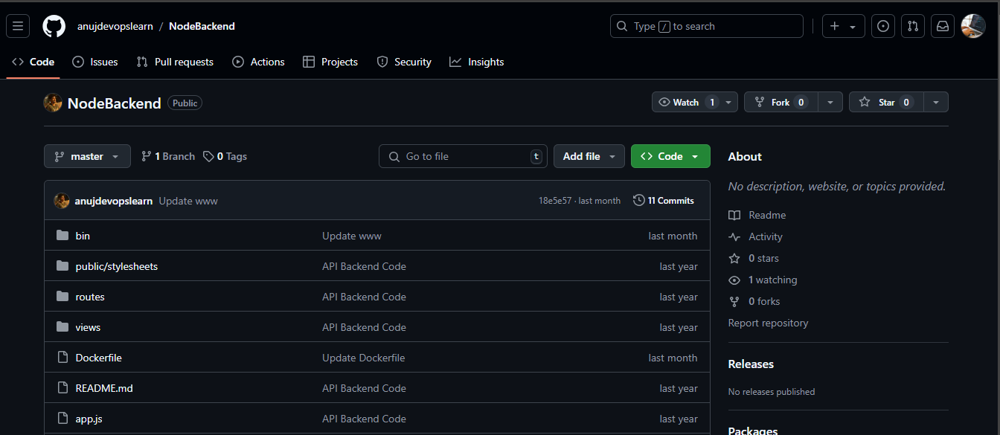 anujdevopslearn / NodeBackend
Type / to search
Code Issues Pull requests Actions Projects Security Insights
NodeBackend Public
Watch 1 Fork 0 Star 0
master 1 Branch 0 Tags Go to file t Add file Code
anujdevopslearn Update www 18e5e57 · last month 11 Commits
bin Update www last month
public/stylesheets API Backend Code last year
routes API Backend Code last year
views API Backend Code last year
Dockerfile Update Dockerfile last month
README.md API Backend Code last year
app.js API Backend Code last year
About
No description, website, or topics provided.
Readme
Activity
0 stars
1 watching
0 forks
Report repository
Releases
No releases published
Packages